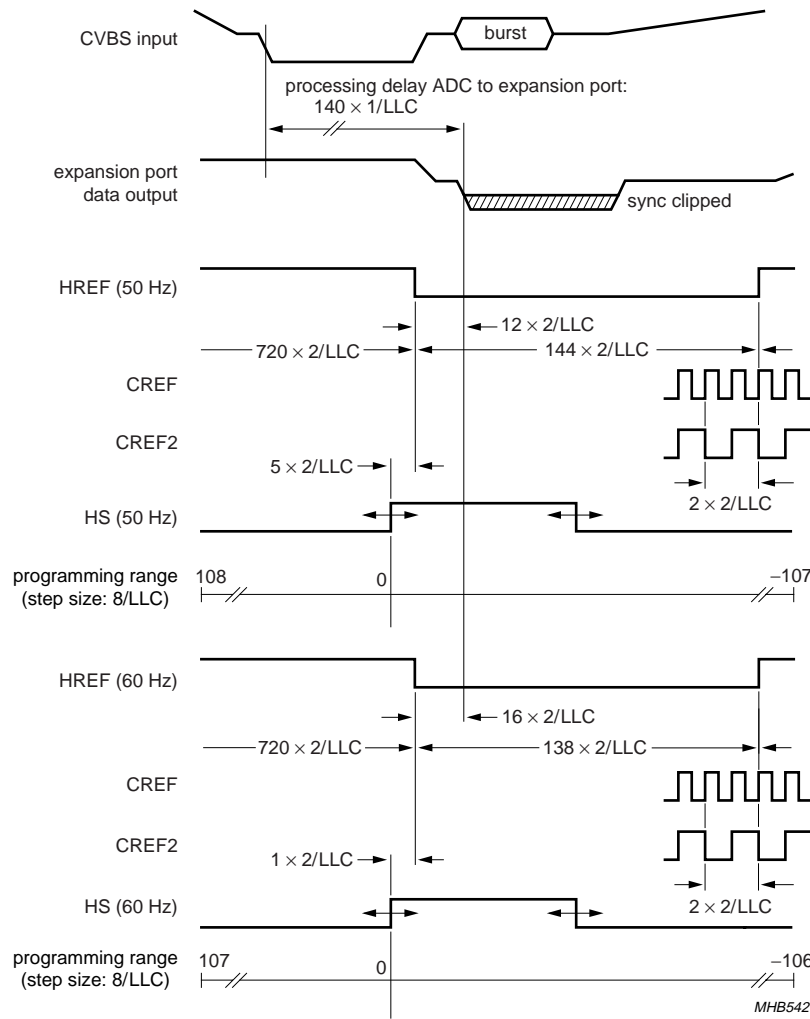 CVBS input
burst
processing delay ADC to expansion port:
140 × 1/LLC
expansion port
data output
sync clipped
HREF (50 Hz)
12 × 2/LLC
720 × 2/LLC
144 × 2/LLC
CREF
CREF2
5 × 2/LLC
2 × 2/LLC
HS (50 Hz)
programming range
(step size: 8/LLC)
108
0
−107
HREF (60 Hz)
16 × 2/LLC
720 × 2/LLC
138 × 2/LLC
CREF
CREF2
1 × 2/LLC
2 × 2/LLC
HS (60 Hz)
programming range
(step size: 8/LLC)
107
0
−106
MHB542